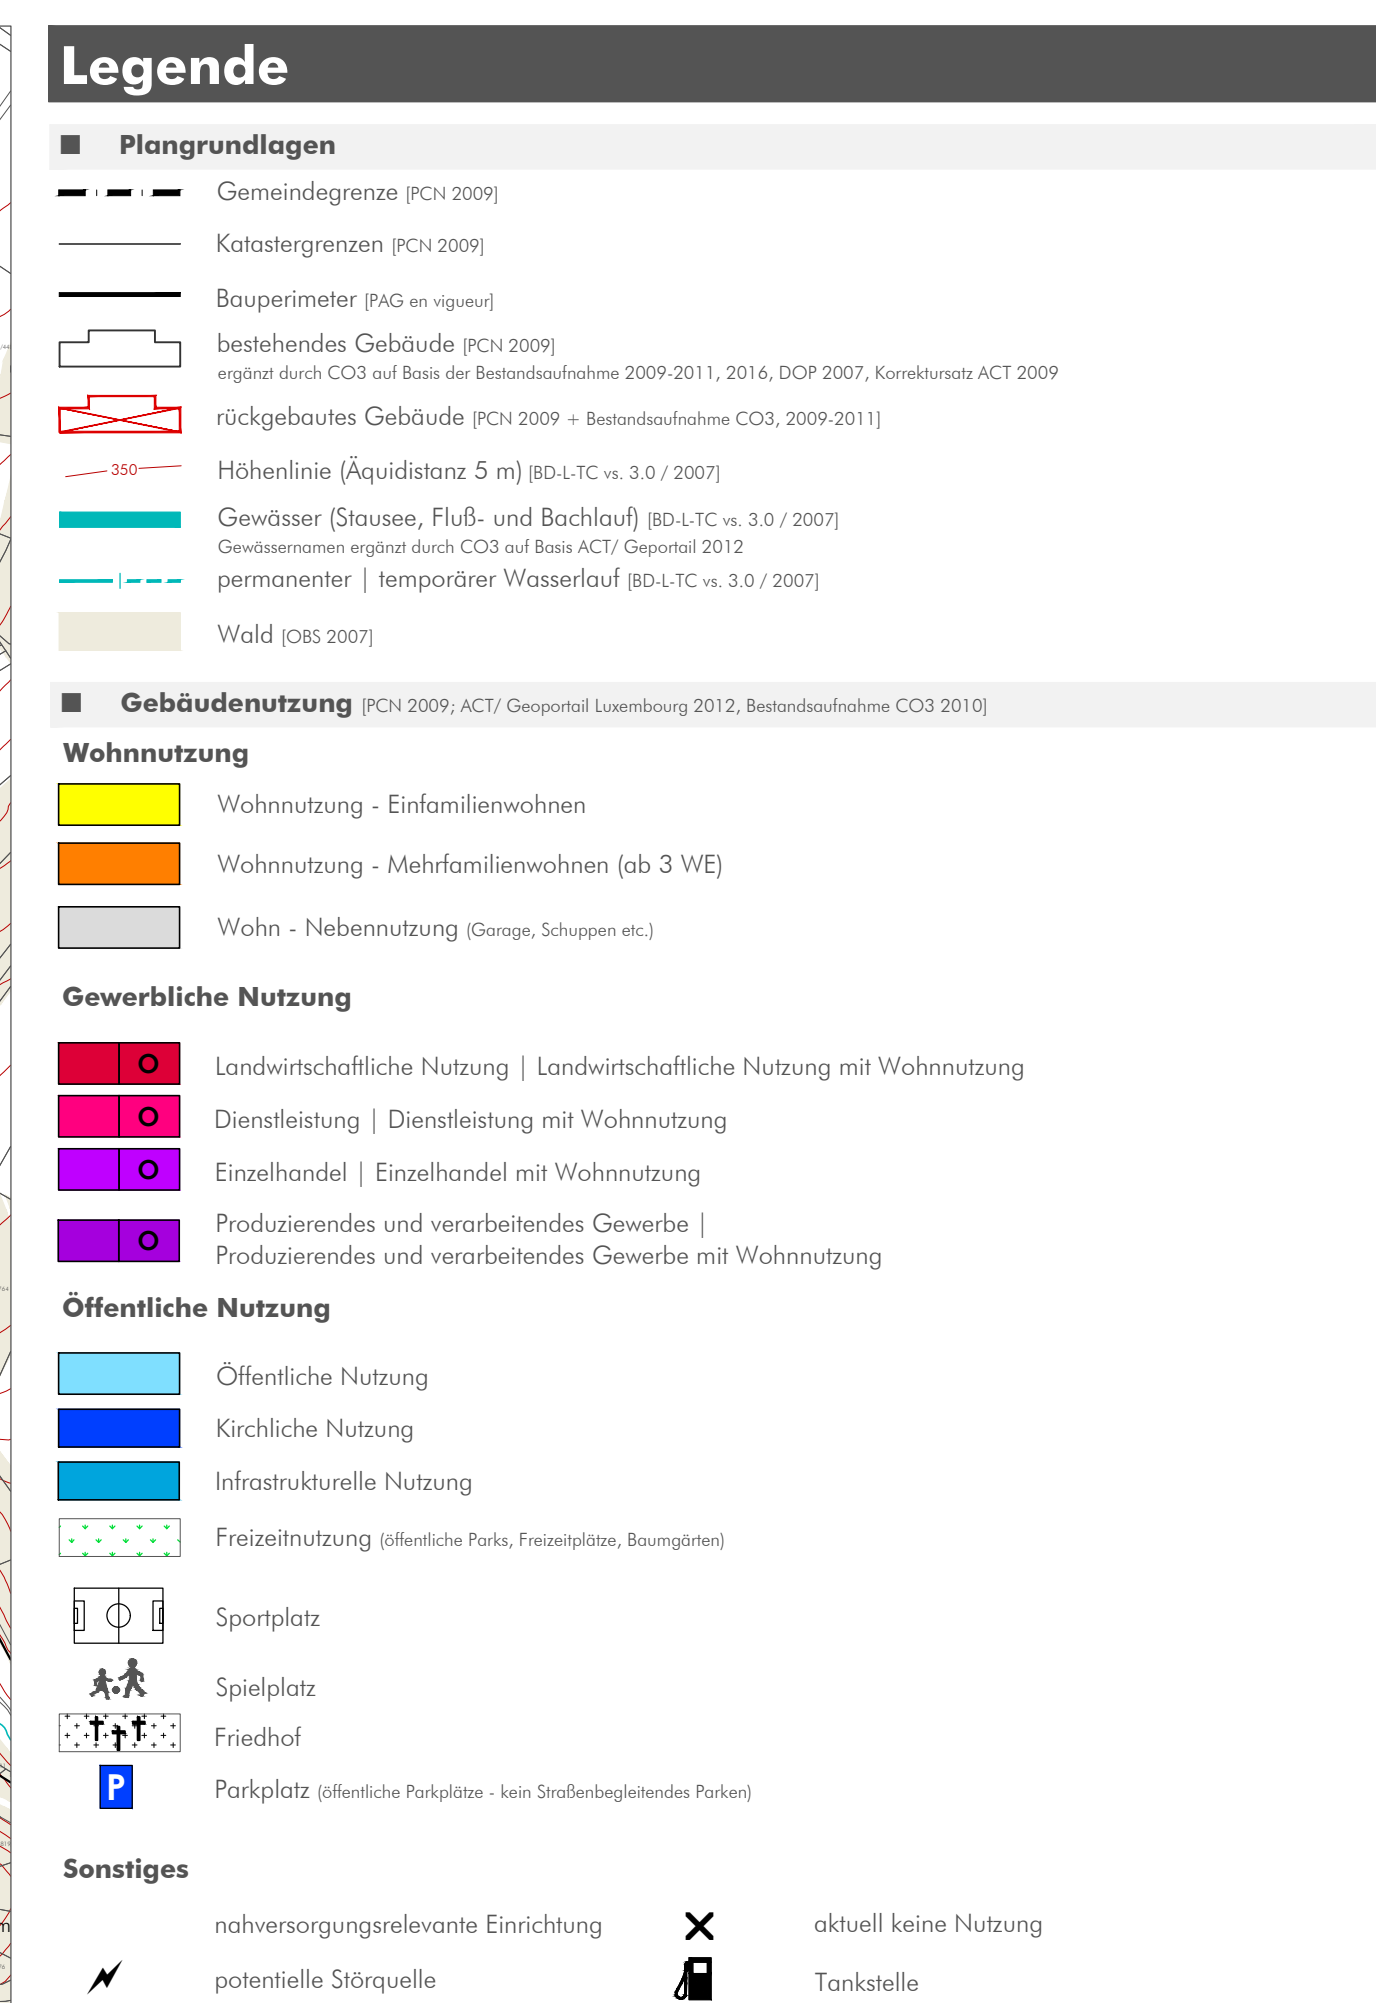 Legende
Plangrundlagen
Gemeindegrenze [PCN 2009]
Katastergrenzen [PCN 2009]
Bauperimeter [PAG en vigueur]
bestehendes Gebäude [PCN 2009]
ergänzt durch CO3 auf Basis der Bestandsaufnahme 2009-2011, 2016, DOP 2007, Korrektursatz ACT 2009
rückgebautes Gebäude [PCN 2009 + Bestandsaufnahme CO3, 2009-2011]
350
Höhenlinie (Äquidistanz 5 m) [BD-L-TC vs. 3.0 / 2007]
Gewässer (Stausee, Fluß- und Bachlauf) [BD-L-TC vs. 3.0 / 2007]
Gewässernamen ergänzt durch CO3 auf Basis ACT/ Geportail 2012
permanenter | temporärer Wasserlauf [BD-L-TC vs. 3.0 / 2007]
Wald [OBS 2007]
Gebäudenutzung [PCN 2009; ACT/ Geoportail Luxembourg 2012, Bestandsaufnahme CO3 2010]
Wohnnutzung
Wohnnutzung - Einfamilienwohnen
Wohnnutzung - Mehrfamilienwohnen (ab 3 WE)
Wohn - Nebennutzung (Garage, Schuppen etc.)
Gewerbliche Nutzung
Landwirtschaftliche Nutzung | Landwirtschaftliche Nutzung mit Wohnnutzung
Dienstleistung | Dienstleistung mit Wohnnutzung
Einzelhandel | Einzelhandel mit Wohnnutzung
Produzierendes und verarbeitendes Gewerbe |
Produzierendes und verarbeitendes Gewerbe mit Wohnnutzung
Öffentliche Nutzung
Öffentliche Nutzung
Kirchliche Nutzung
Infrastrukturelle Nutzung
Freizeitnutzung (öffentliche Parks, Freizeitplätze, Baumgärten)
Sportplatz
Spielplatz
Friedhof
P
Parkplatz (öffentliche Parkplätze - kein Straßenbegleitendes Parken)
Sonstiges
nahversorgungsrelevante Einrichtung
aktuell keine Nutzung
potentielle Störquelle
Tankstelle